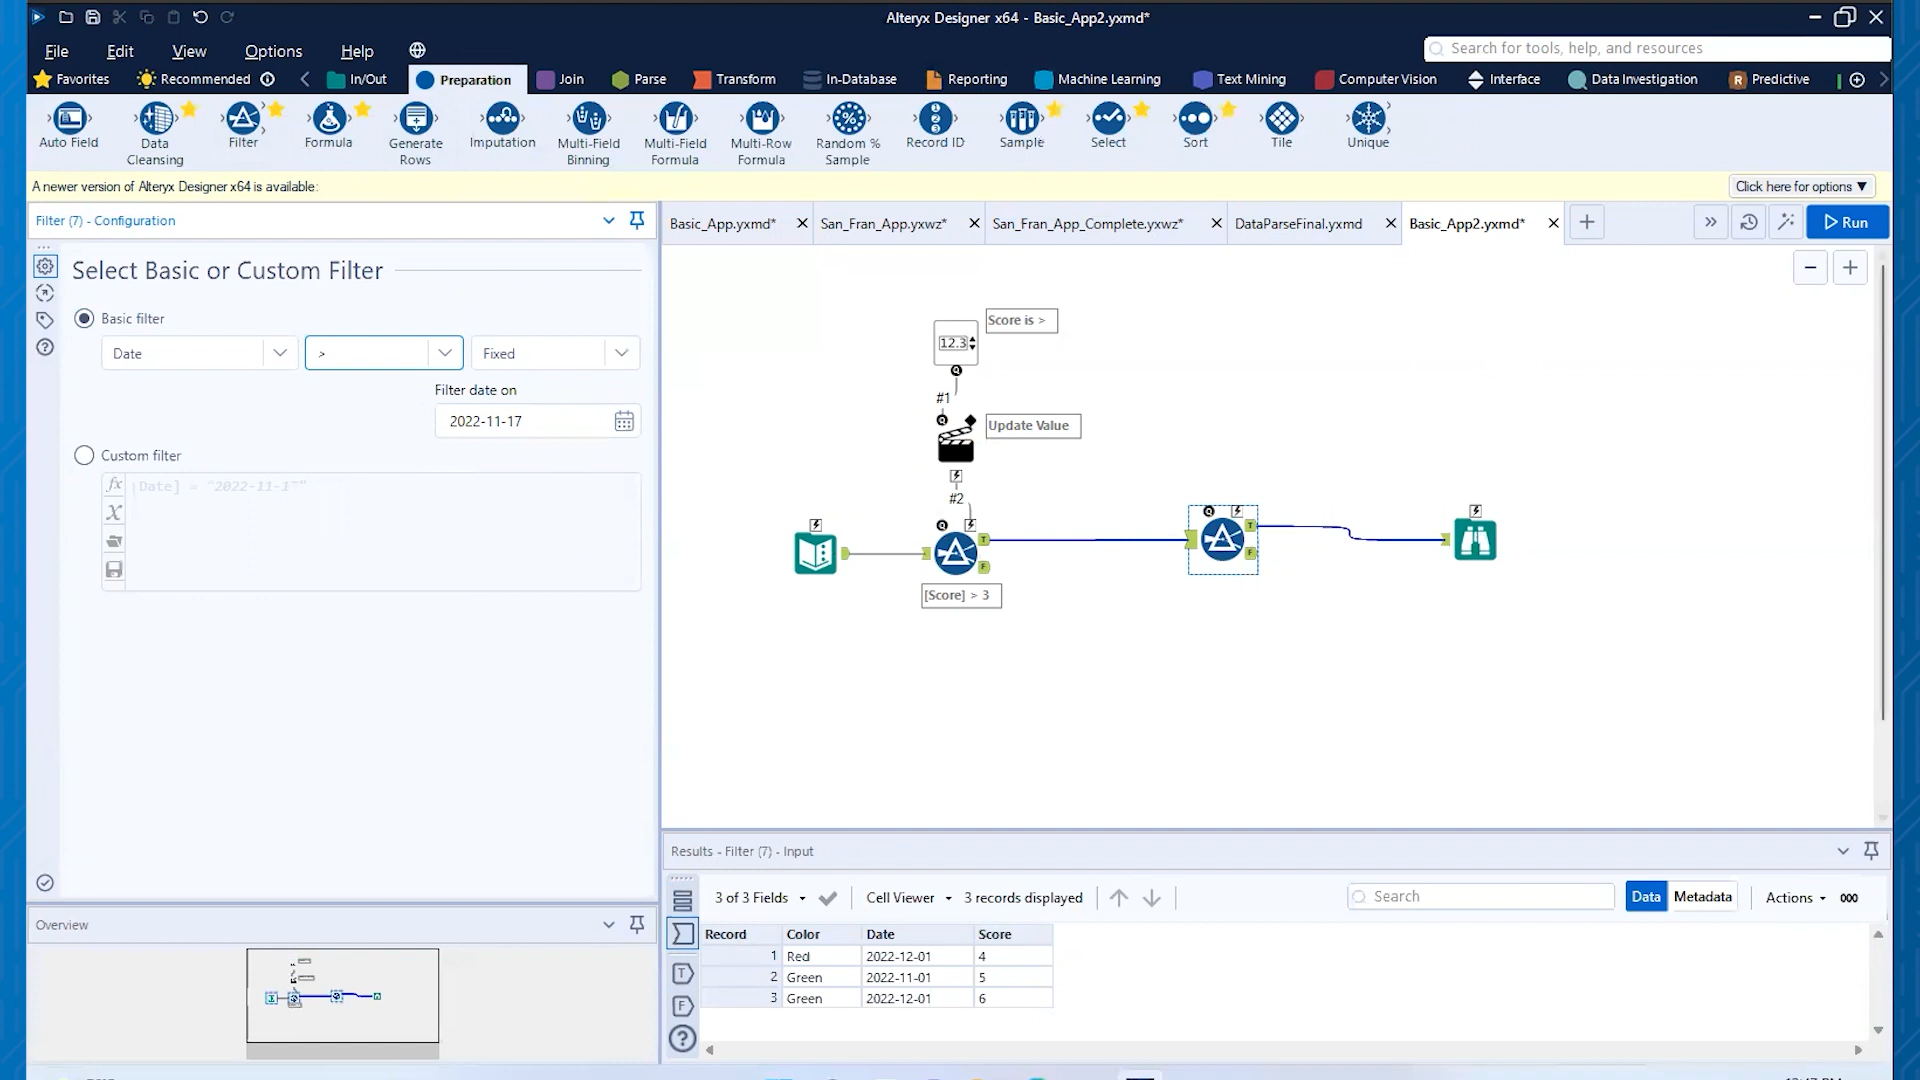 Alteryx Designer x64 - Basic_App2.yxmd*
File Edit View Options Help
Search for tools, help, and resources
Favorites Recommended In/Out Preparation Join Parse Transform In-Database Reporting Machine Learning Text Mining Computer Vision Interface Data Investigation Predictive
Auto Field Data Cleansing Filter Formula Generate Rows Imputation Multi-Field Binning Multi-Field Formula Multi-Row Formula Random % Sample Record ID Sample Select Sort Tile Unique
A newer version of Alteryx Designer x64 is available:
Click here for options ▼
Filter (7) - Configuration
Basic_App.yxmd* San_Fran_App.yxwz* San_Fran_App_Complete.yxwz* DataParseFinal.yxmd Basic_App2.yxmd*
Run
Select Basic or Custom Filter
Basic filter
Date > Fixed
Filter date on
2022-11-17
Custom filter
Score is >
12.3
#1
Update Value
#2
T
F
T
F
[Score] > 3
Results - Filter (7) - Input
3 of 3 Fields Cell Viewer 3 records displayed
Search
Data Metadata Actions 000
Record Color Date Score
1 Red 2022-12-01 4
2 Green 2022-11-01 5
3 Green 2022-12-01 6
Overview